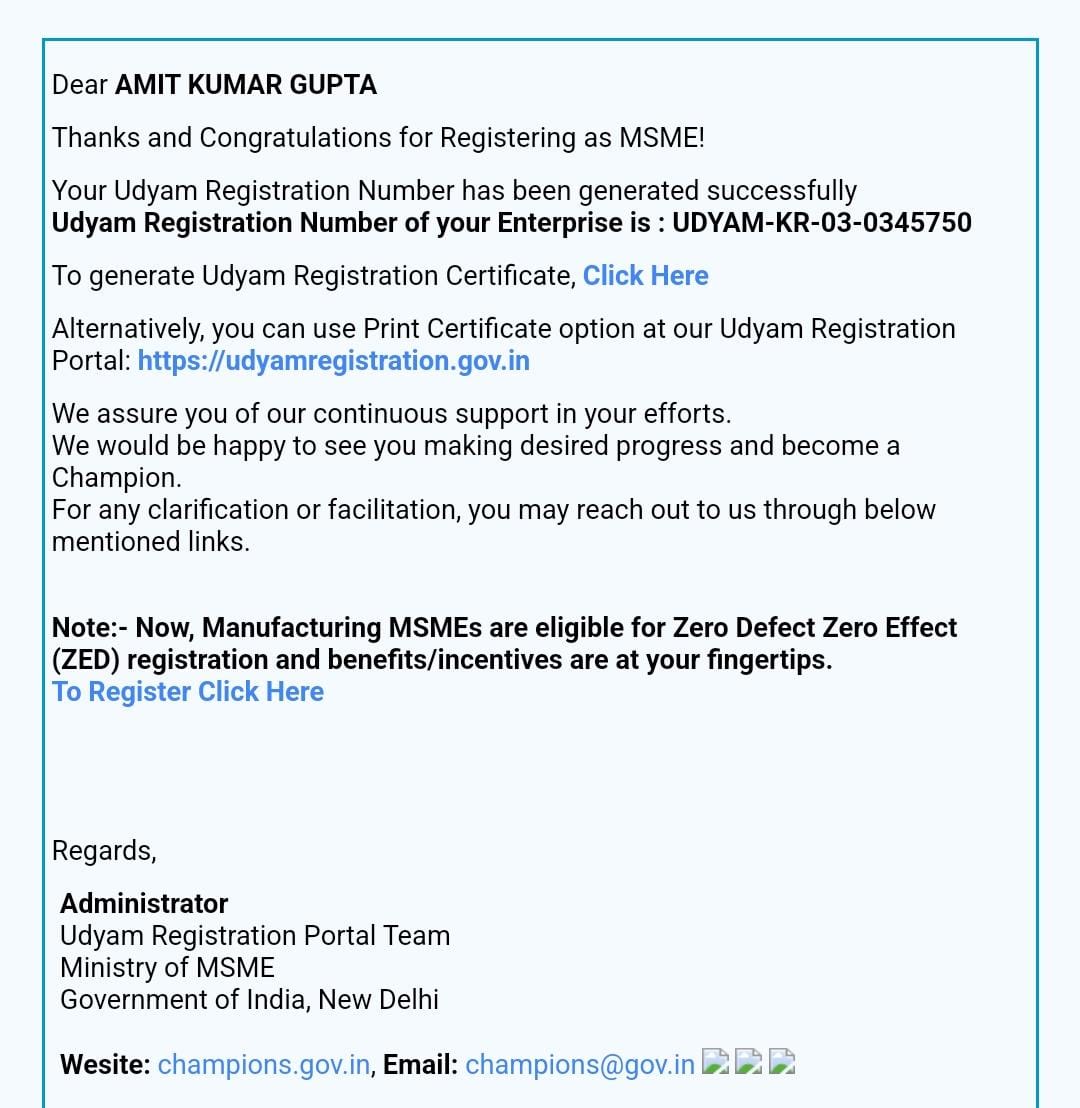 Dear AMIT KUMAR GUPTA
Thanks and Congratulations for Registering as MSME!
Your Udyam Registration Number has been generated successfully
Udyam Registration Number of your Enterprise is : UDYAM-KR-03-0345750
To generate Udyam Registration Certificate, Click Here
Alternatively, you can use Print Certificate option at our Udyam Registration
Portal: https://udyamregistration.gov.in
We assure you of our continuous support in your efforts.
We would be happy to see you making desired progress and become a
Champion.
For any clarification or facilitation, you may reach out to us through below
mentioned links.
Note:- Now, Manufacturing MSMEs are eligible for Zero Defect Zero Effect
(ZED) registration and benefits/incentives are at your fingertips.
To Register Click Here
Regards,
Administrator
Udyam Registration Portal Team
Ministry of MSME
Government of India, New Delhi
Wesite: champions.gov.in, Email: champions@gov.in